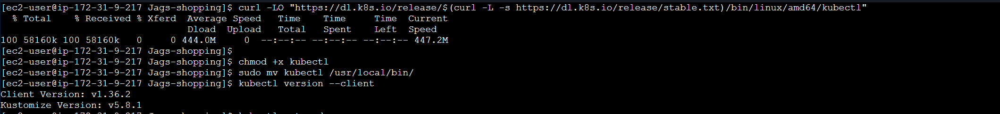 [ec2-user@ip-172-31-9-217 Jags-shopping]$ curl -LO "https://dl.k8s.io/release/$(curl -L -s https://dl.k8s.io/release/stable.txt)/bin/linux/amd64/kubectl"
  % Total    % Received % Xferd  Average Speed   Time    Time     Time  Current
                                 Dload  Upload   Total   Spent    Left  Speed
100 58160k 100 58160k   0     0 444.0M     0  --:--:-- --:--:-- --:--:-- 447.2M
[ec2-user@ip-172-31-9-217 Jags-shopping]$
[ec2-user@ip-172-31-9-217 Jags-shopping]$ chmod +x kubectl
[ec2-user@ip-172-31-9-217 Jags-shopping]$ sudo mv kubectl /usr/local/bin/
[ec2-user@ip-172-31-9-217 Jags-shopping]$ kubectl version --client
Client Version: v1.36.2
Kustomize Version: v5.8.1